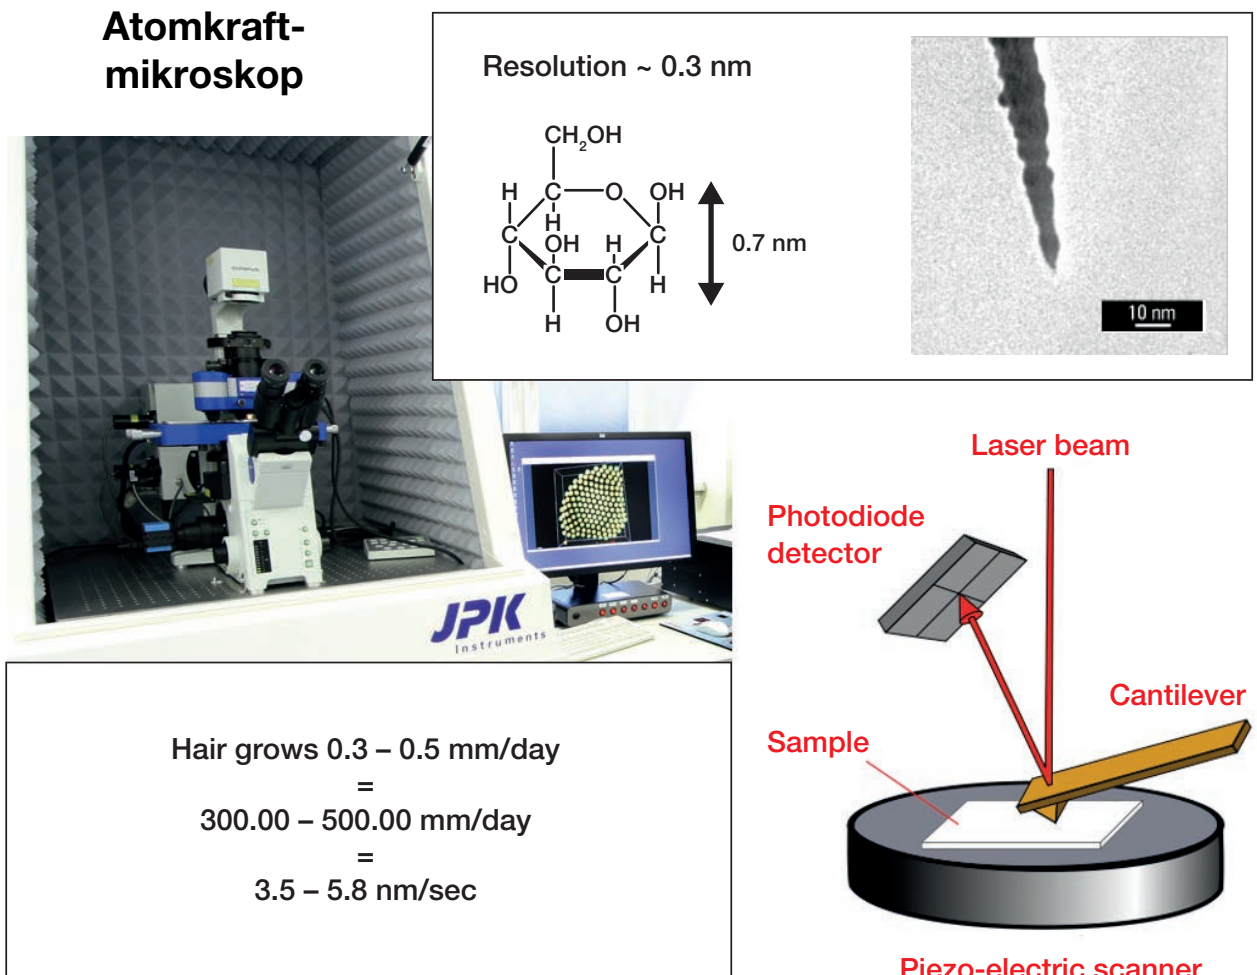 Atomkraft-
mikroskop
Resolution ~ 0.3 nm
CH₂OH
H
C
O
OH
H
C
OH
H
C
0.7 nm
HO
C
C
H
H
OH
10 nm
JPK
Instruments
Laser beam
Photodiode
detector
Cantilever
Sample
Hair grows 0.3 – 0.5 mm/day
=
300.00 – 500.00 mm/day
=
3.5 – 5.8 nm/sec
Piezo-electric scanner